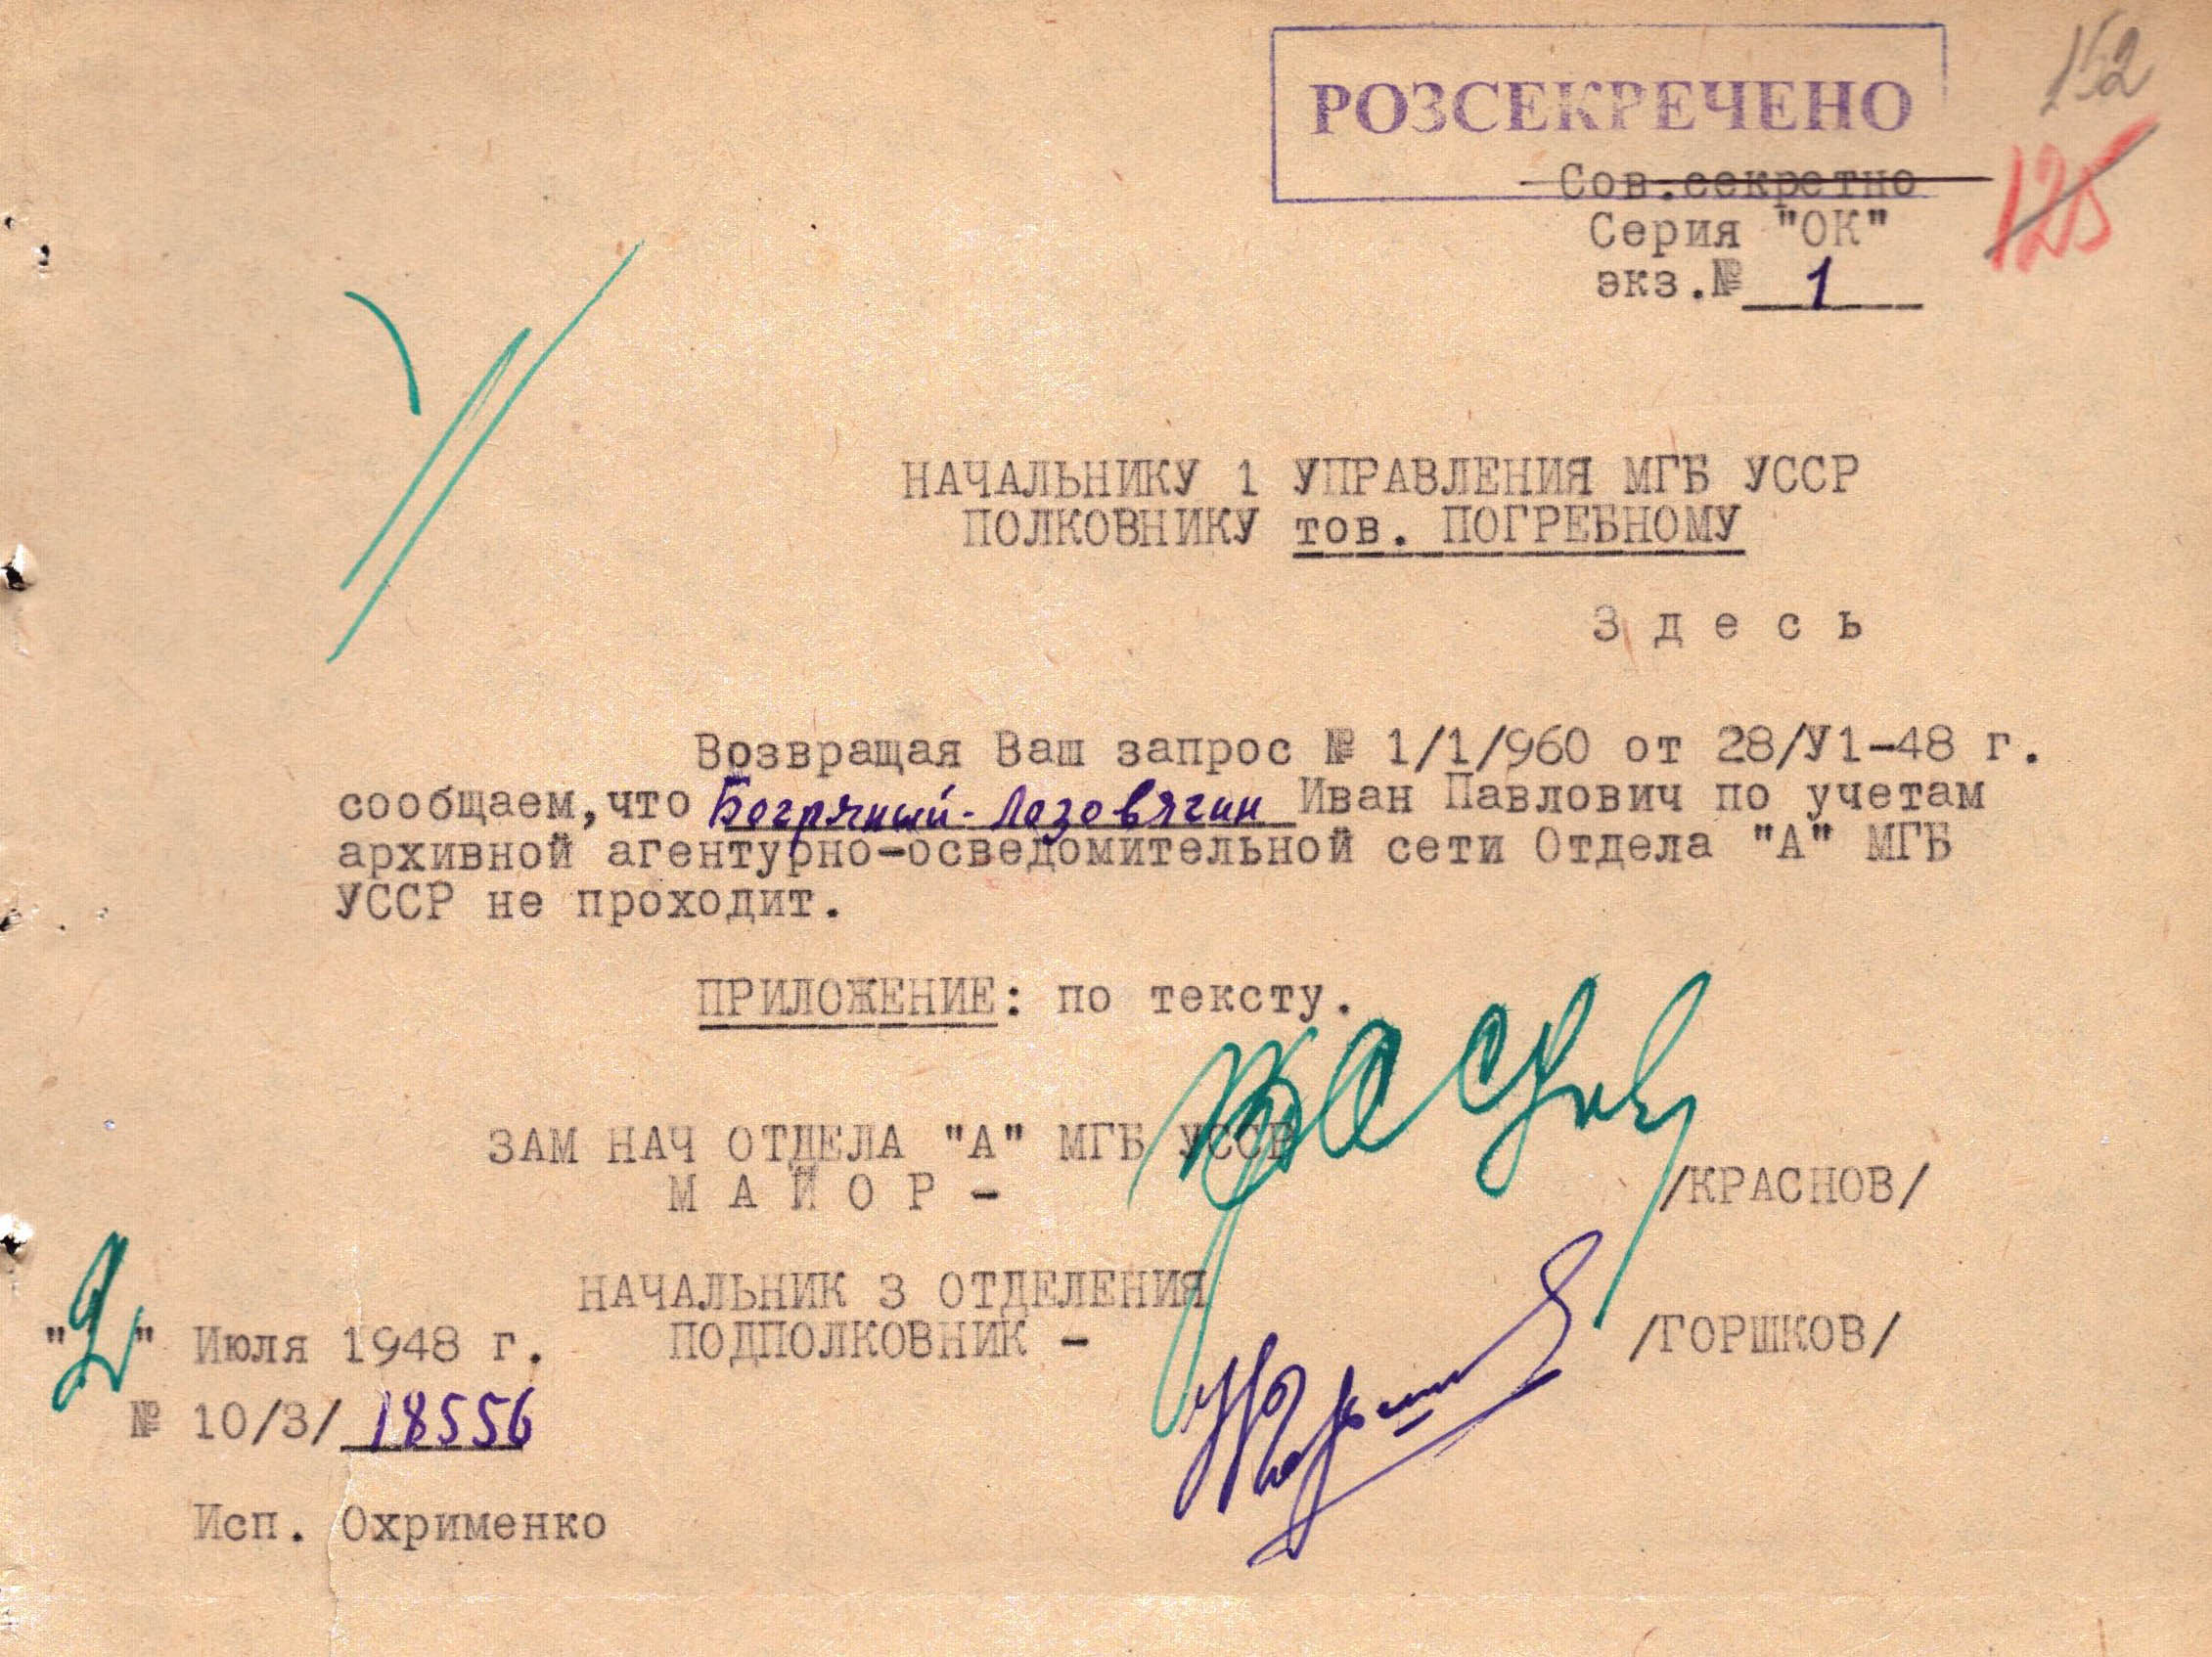 152
РОЗСЕКРЕЧЕНО
125
Сов.секретно
Серия "ОК"
экз.№ 1
НАЧАЛЬНИКУ 1 УПРАВЛЕНИЯ МГБ УССР
ПОЛКОВНИКУ тов. ПОГРЕБНОМУ
З д е с ь
Возвращая Ваш запрос № 1/1/960 от 28/У1-48 г.
сообщаем,что Богряный-Лозовягин Иван Павлович по учетам
архивной агентурно-осведомительной сети Отдела "А" МГБ
УССР не проходит.
ПРИЛОЖЕНИЕ: по тексту.
ЗАМ НАЧ ОТДЕЛА "А" МГБ УССР
М А Й О Р -
/КРАСНОВ/
НАЧАЛЬНИК 3 ОТДЕЛЕНИЯ
ПОДПОЛКОВНИК -
/ГОРШКОВ/
"2" Июля 1948 г.
№ 10/3/ 18556
Исп. Охрименко